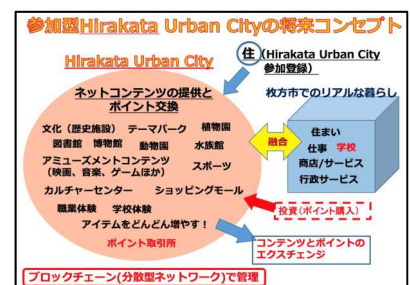 参加型Hirakata Urban Cityの将来コンセプト
Hirakata Urban City
住 (Hirakata Urban City
参加登録)
ネットコンテンツの提供と
ポイント交換
文化（歴史施設） テーマパーク 植物園
図書館 博物館 動物園 水族館
アミューズメントコンテンツ
（映画、音楽、ゲームほか） スポーツ
カルチャーセンター ショッピングモール
職業体験 学校体験
アイテムをどんどん増やす！
ポイント取引所
融合
枚方市でのリアルな暮らし
住まい
仕事 学校
商店/サービス
行政サービス
投資(ポイント購入)
コンテンツとポイントの
エクスチェンジ
ブロックチェーン(分散型ネットワーク)で管理